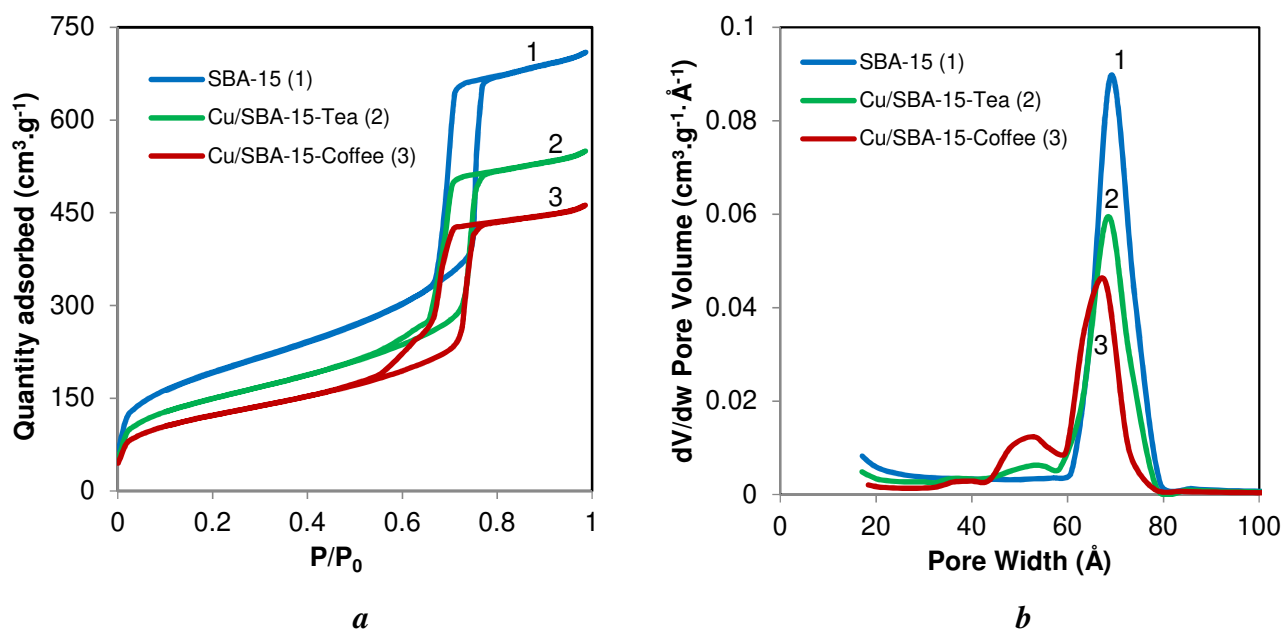 750
600
450
300
150
0
Quantity adsorbed (cm³.g⁻¹)
SBA-15 (1)
Cu/SBA-15-Tea (2)
Cu/SBA-15-Coffee (3)
1
2
3
0
0.2
0.4
0.6
0.8
1
P/P₀
a
0.1
0.08
0.06
0.04
0.02
0
dV/dw Pore Volume (cm³.g⁻¹·Å⁻¹)
SBA-15 (1)
Cu/SBA-15-Tea (2)
Cu/SBA-15-Coffee (3)
1
2
3
0
20
40
60
80
100
Pore Width (Å)
b